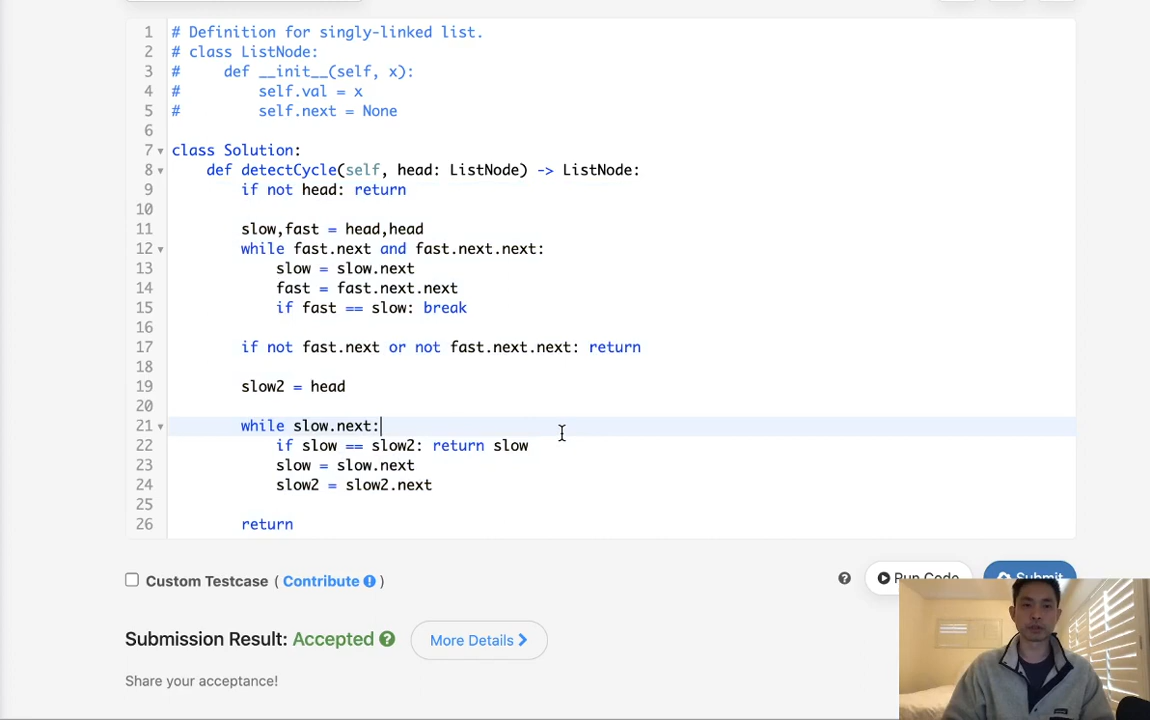 1 # Definition for singly-linked list.
2 # class ListNode:
3 #     def __init__(self, x):
4 #         self.val = x
5 #         self.next = None
6
7 class Solution:
8     def detectCycle(self, head: ListNode) -> ListNode:
9         if not head: return
10
11         slow,fast = head,head
12         while fast.next and fast.next.next:
13             slow = slow.next
14             fast = fast.next.next
15             if fast == slow: break
16
17         if not fast.next or not fast.next.next: return
18
19         slow2 = head
20
21         while slow.next:
22             if slow == slow2: return slow
23             slow = slow.next
24             slow2 = slow2.next
25
26         return
Custom Testcase ( Contribute ) ? Run Code Submit
Submission Result: Accepted ? More Details
Share your acceptance!